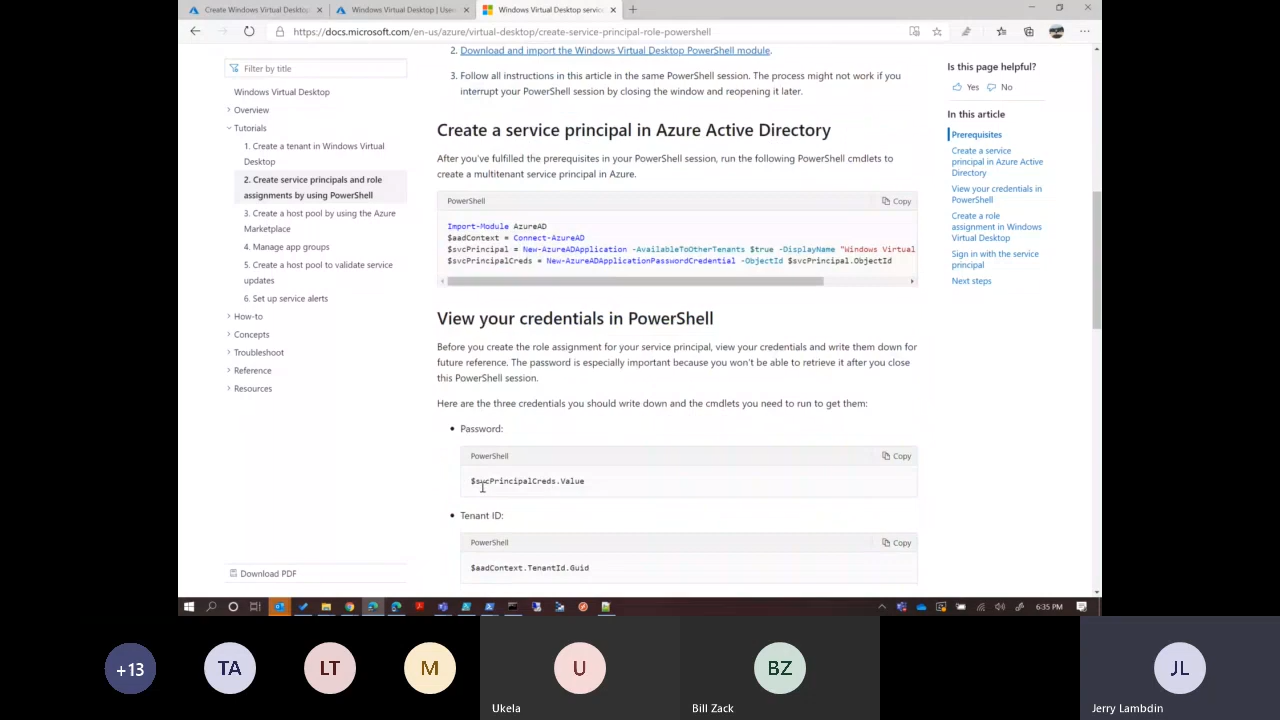 Create Windows Virtual Desktop
Windows Virtual Desktop | User
Windows Virtual Desktop servic
https://docs.microsoft.com/en-us/azure/virtual-desktop/create-service-principal-role-powershell
Filter by title
Windows Virtual Desktop
Overview
Tutorials
1. Create a tenant in Windows Virtual
Desktop
2. Create service principals and role
assignments by using PowerShell
3. Create a host pool by using the Azure
Marketplace
4. Manage app groups
5. Create a host pool to validate service
updates
6. Set up service alerts
How-to
Concepts
Troubleshoot
Reference
Resources
Download PDF
2. Download and import the Windows Virtual Desktop PowerShell module.
3. Follow all instructions in this article in the same PowerShell session. The process might not work if you
interrupt your PowerShell session by closing the window and reopening it later.
Create a service principal in Azure Active Directory
After you've fulfilled the prerequisites in your PowerShell session, run the following PowerShell cmdlets to
create a multitenant service principal in Azure.
PowerShell
Copy
Import-Module AzureAD
$aadContext = Connect-AzureAD
$svcPrincipal = New-AzureADApplication -AvailableToOtherTenants $true -DisplayName "Windows Virtual
$svcPrincipalCreds = New-AzureADApplicationPasswordCredential -ObjectId $svcPrincipal.ObjectId
View your credentials in PowerShell
Before you create the role assignment for your service principal, view your credentials and write them down for
future reference. The password is especially important because you won't be able to retrieve it after you close
this PowerShell session.
Here are the three credentials you should write down and the cmdlets you need to run to get them:
• Password:
PowerShell
Copy
$svcPrincipalCreds.Value
• Tenant ID:
PowerShell
Copy
$aadContext.TenantId.Guid
Is this page helpful?
Yes
No
In this article
Prerequisites
Create a service
principal in Azure Active
Directory
View your credentials in
PowerShell
Create a role
assignment in Windows
Virtual Desktop
Sign in with the service
principal
Next steps
6:35 PM
+13
TA
LT
M
U
BZ
JL
Ukela
Bill Zack
Jerry Lambdin